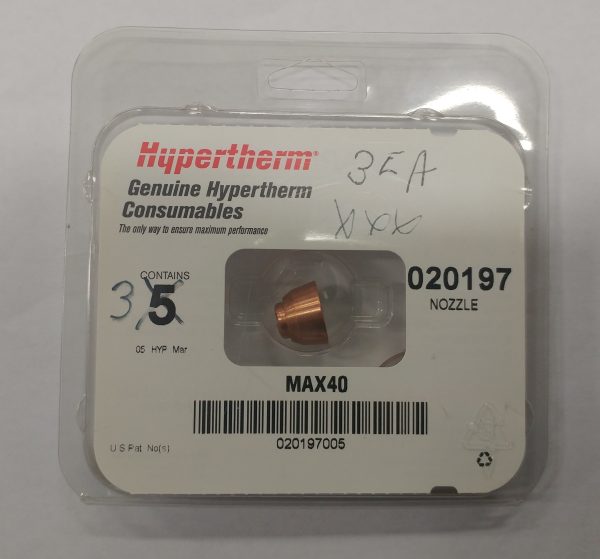 Hypertherm®
3EA
Genuine Hypertherm
Consumables
XXX
The only way to ensure maximum performance
CONTAINS
3 5
020197
NOZZLE
05 HYP Mar
MAX40
020197005
U S Pat No(s)